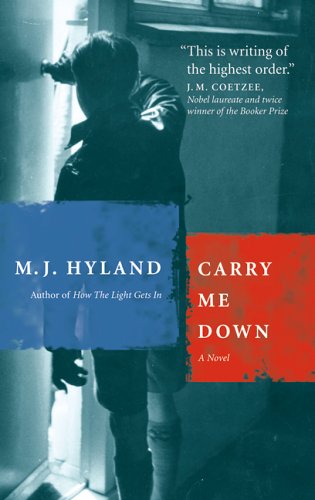 “This is writing of
the highest order.”
J. M. COETZEE,
Nobel laureate and twice
winner of the Booker Prize
M. J. HYLAND
Author of How The Light Gets In
CARRY
ME
DOWN
A Novel